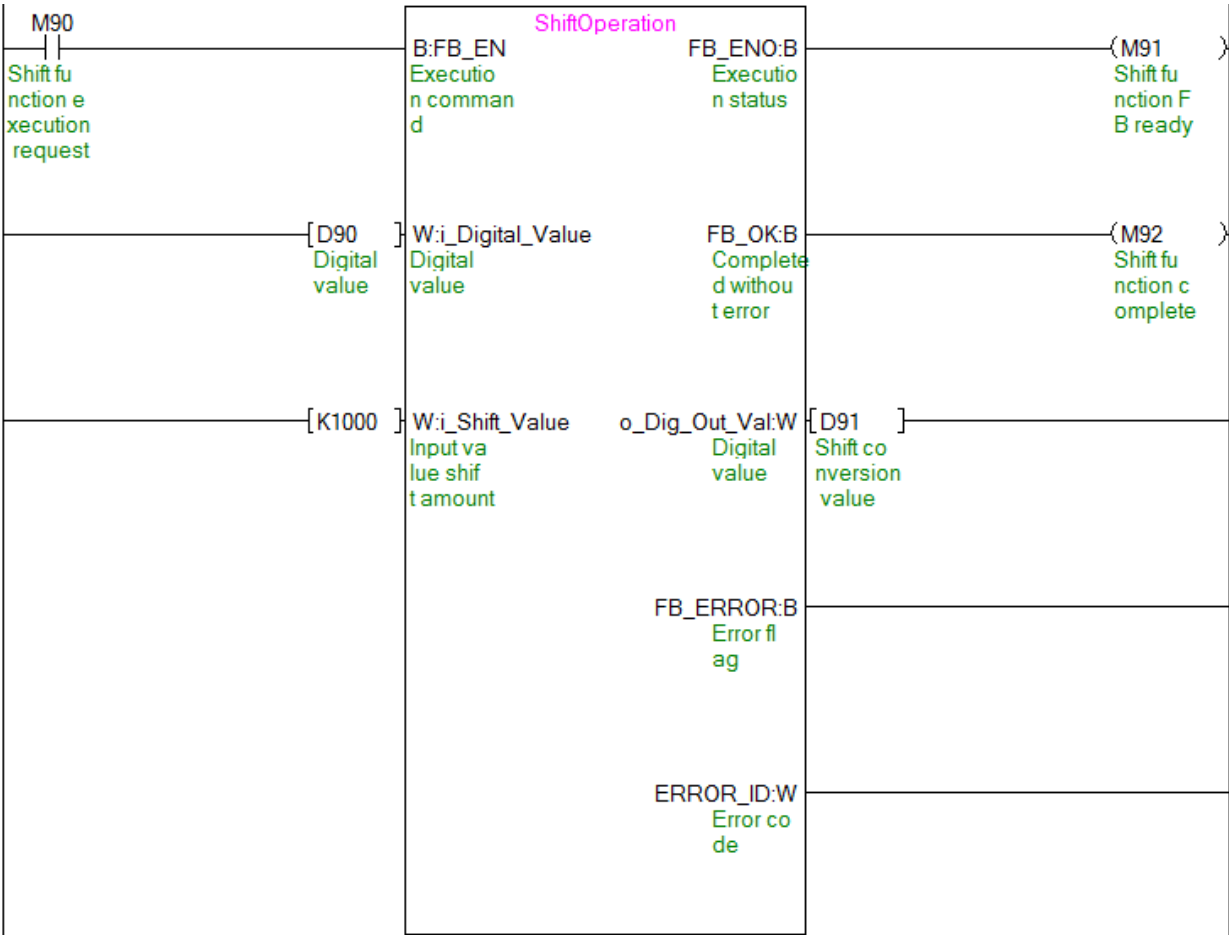 M90
ShiftOperation
B:FB_EN
FB_ENO:B
M91
Shift fu
nction e
xecution
request
Executio
n comman
d
Executio
n status
Shift fu
nction F
B ready
D90
W:i_Digital_Value
FB_OK:B
M92
Digital
value
Digital
value
Complete
d withou
t error
Shift fu
nction c
omplete
K1000
W:i_Shift_Value
o_Dig_Out_Val:W
D91
Input va
lue shif
t amount
Digital
value
Shift co
nversion
value
FB_ERROR:B
Error fl
ag
ERROR_ID:W
Error co
de